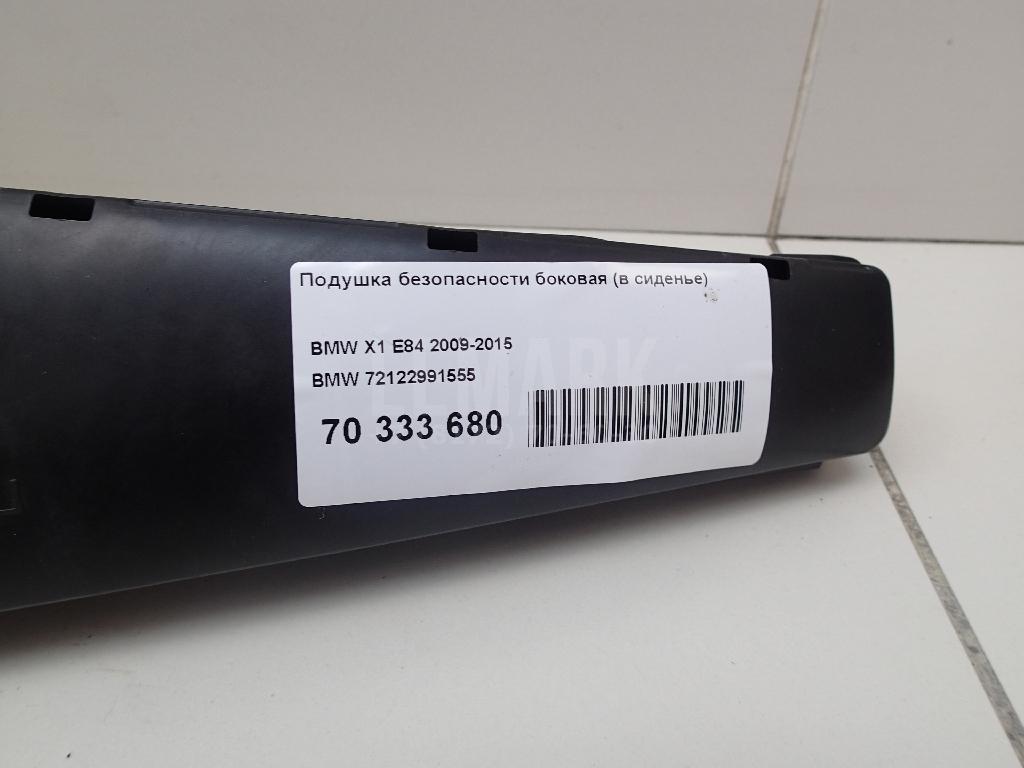 Подушка безопасности боковая (в сиденье)
BMW X1 E84 2009-2015
BMW 72122991555
70 333 680